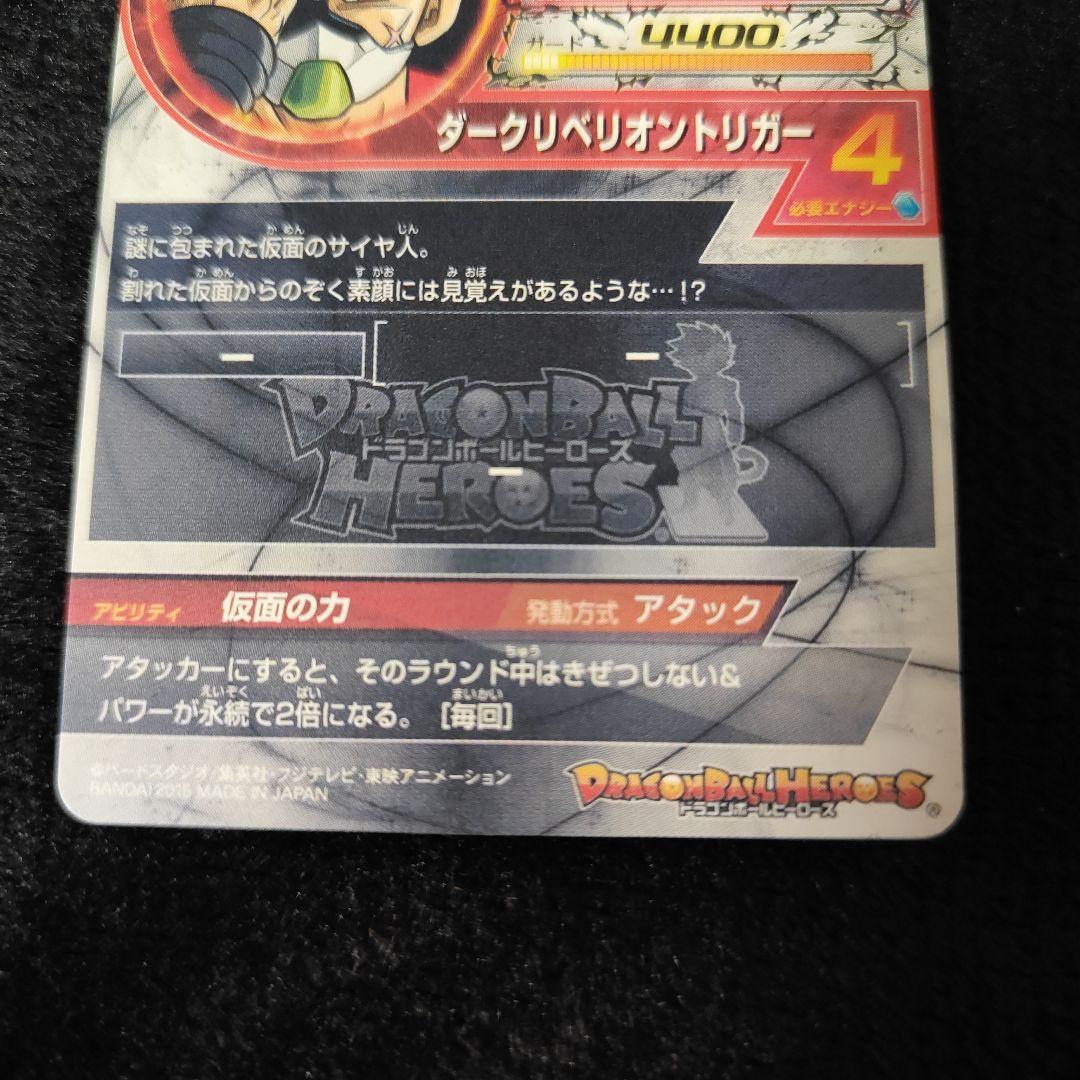 ガード 4400
ダークリベリオントリガー
4
必要エナジー
謎に包まれた仮面のサイヤ人。
割れた仮面からのぞく素顔には見覚えがあるような…!?
DRAGONBALL
ドラゴンボールヒーローズ
HEROES
アビリティ 仮面の力 発動方式 アタック
アタッカーにすると、そのラウンド中はきぜつしない&
パワーが永続で2倍になる。[毎回]
©バードスタジオ/集英社・フジテレビ・東映アニメーション
BANDAI 2015 MADE IN JAPAN
DRAGONBALL HEROES
ドラゴンボールヒーローズ